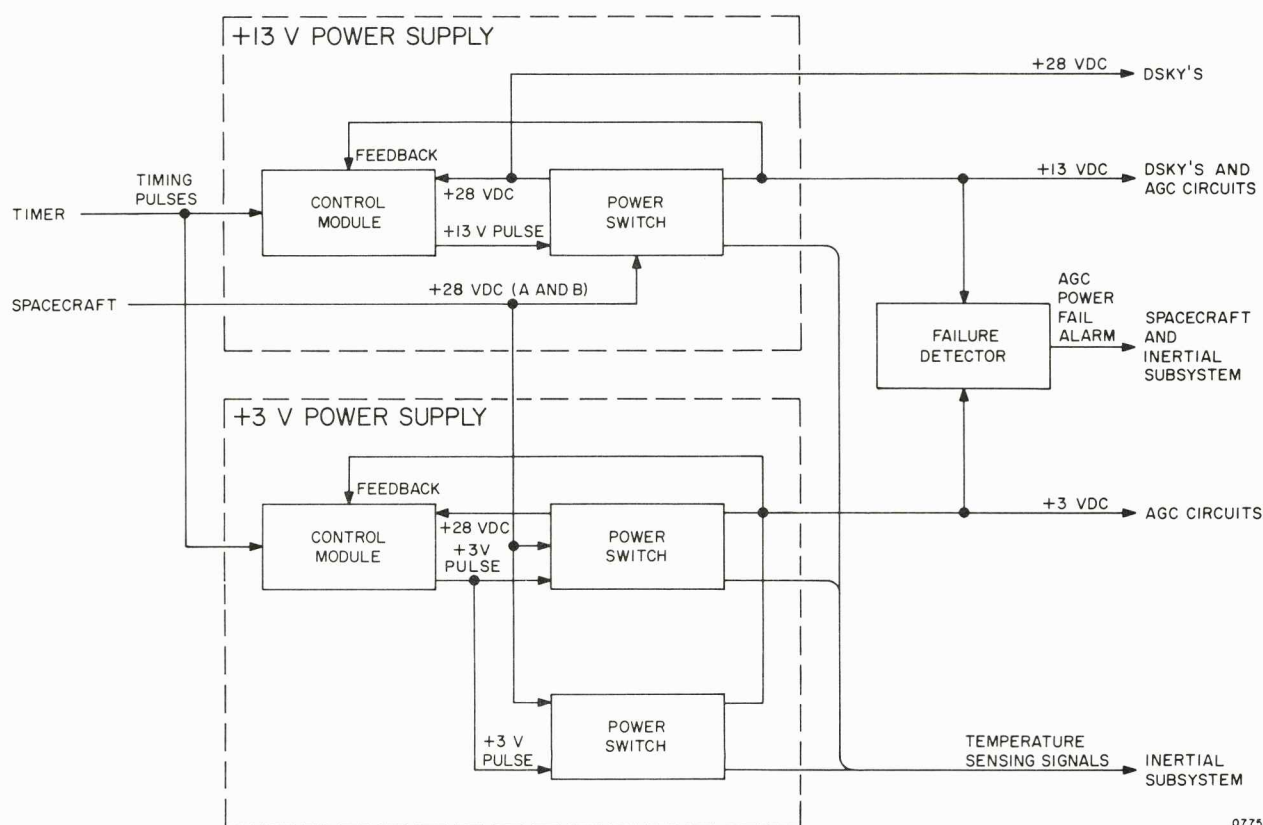 +13 V POWER SUPPLY
+28 VDC
DSKY'S
FEEDBACK
TIMING
PULSES
TIMER
CONTROL
MODULE
+28 VDC
+13 V PULSE
POWER
SWITCH
+13 VDC
DSKY'S AND
AGC CIRCUITS
SPACECRAFT
+28 VDC (A AND B)
FAILURE
DETECTOR
AGC
POWER
FAIL
ALARM
SPACECRAFT
AND
INERTIAL
SUBSYSTEM
+3 V POWER SUPPLY
FEEDBACK
CONTROL
MODULE
+28 VDC
+3V
PULSE
POWER
SWITCH
+3 VDC
AGC CIRCUITS
+3 V
PULSE
POWER
SWITCH
TEMPERATURE
SENSING SIGNALS
INERTIAL
SUBSYSTEM
0775